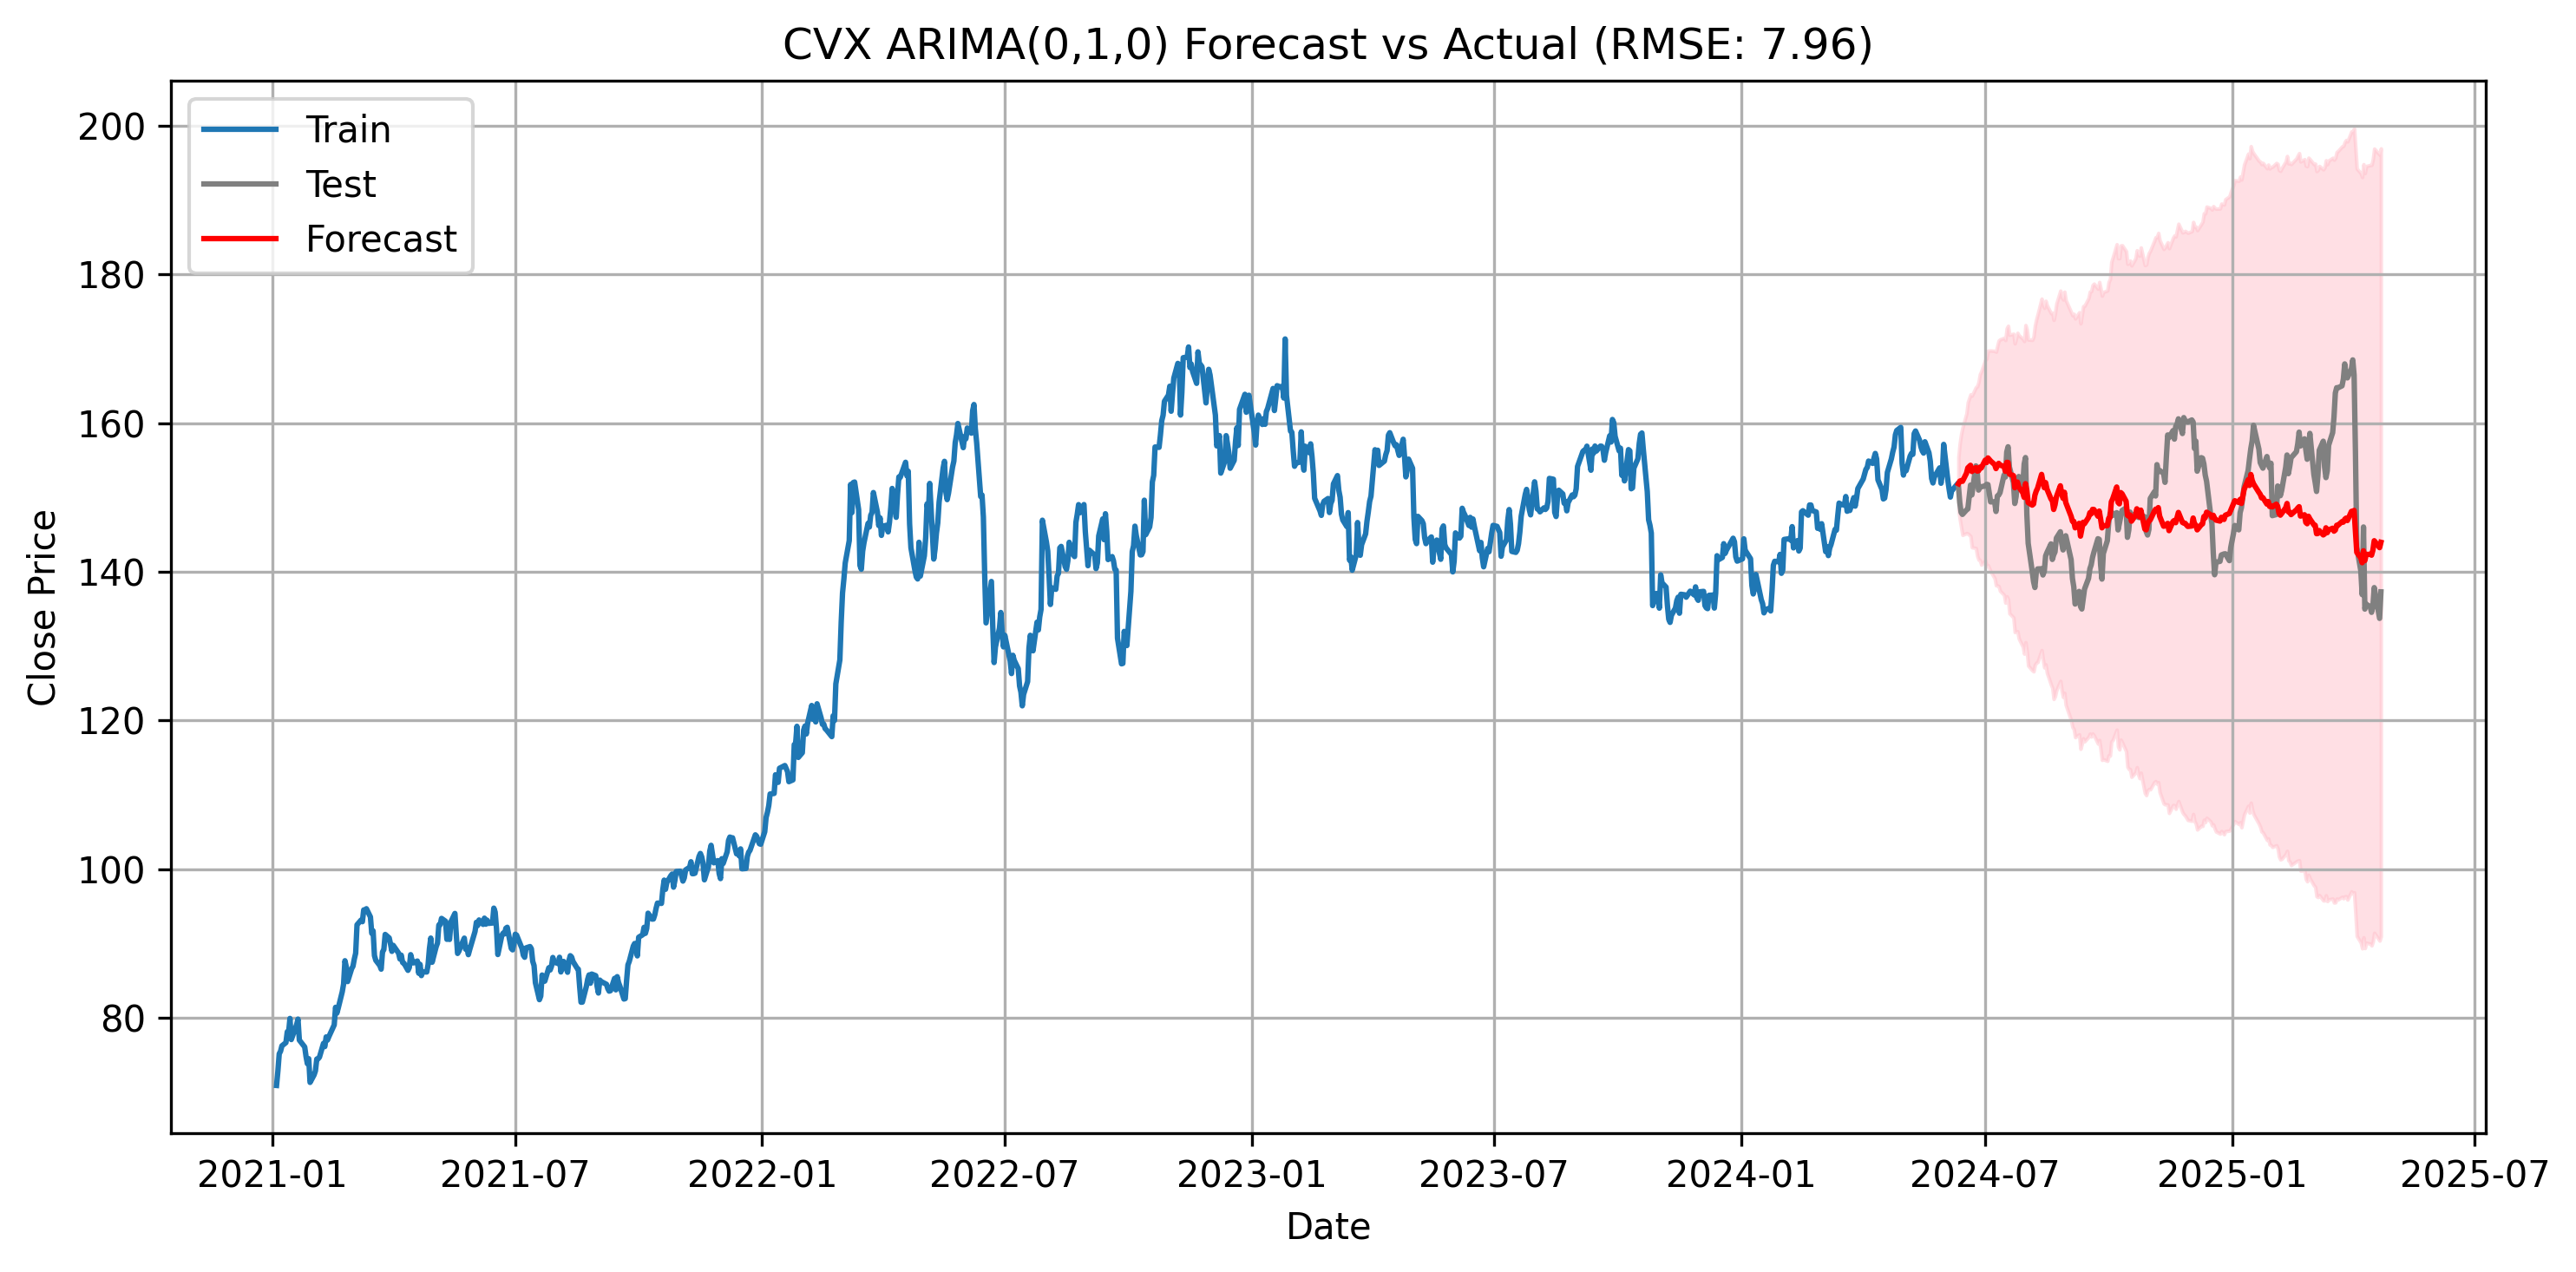 CVX ARIMA(0,1,0) Forecast vs Actual (RMSE: 7.96)
Train
Test
Forecast
Close Price
200
180
160
140
120
100
80
2021-01 2021-07 2022-01 2022-07 2023-01 2023-07 2024-01 2024-07 2025-01 2025-07
Date